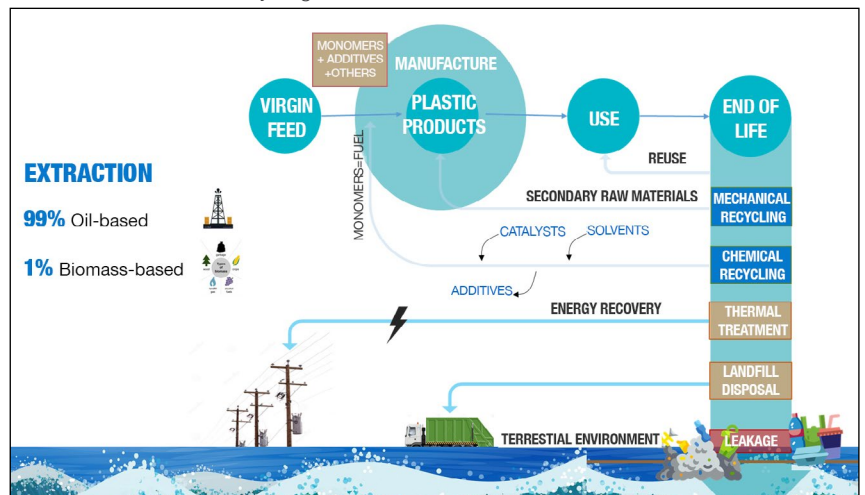 MONOMERS
+ ADDITIVES
+OTHERS
MANUFACTURE
VIRGIN
FEED
PLASTIC
PRODUCTS
USE
END OF
LIFE
REUSE
EXTRACTION
99% Oil-based
1% Biomass-based
MONOMERS=FUEL
SECONDARY RAW MATERIALS
MECHANICAL
RECYCLING
CATALYSTS
SOLVENTS
CHEMICAL
RECYCLING
ADDITIVES
ENERGY RECOVERY
THERMAL
TREATMENT
LANDFILL
DISPOSAL
TERRESTIAL ENVIRONMENT
LEAKAGE